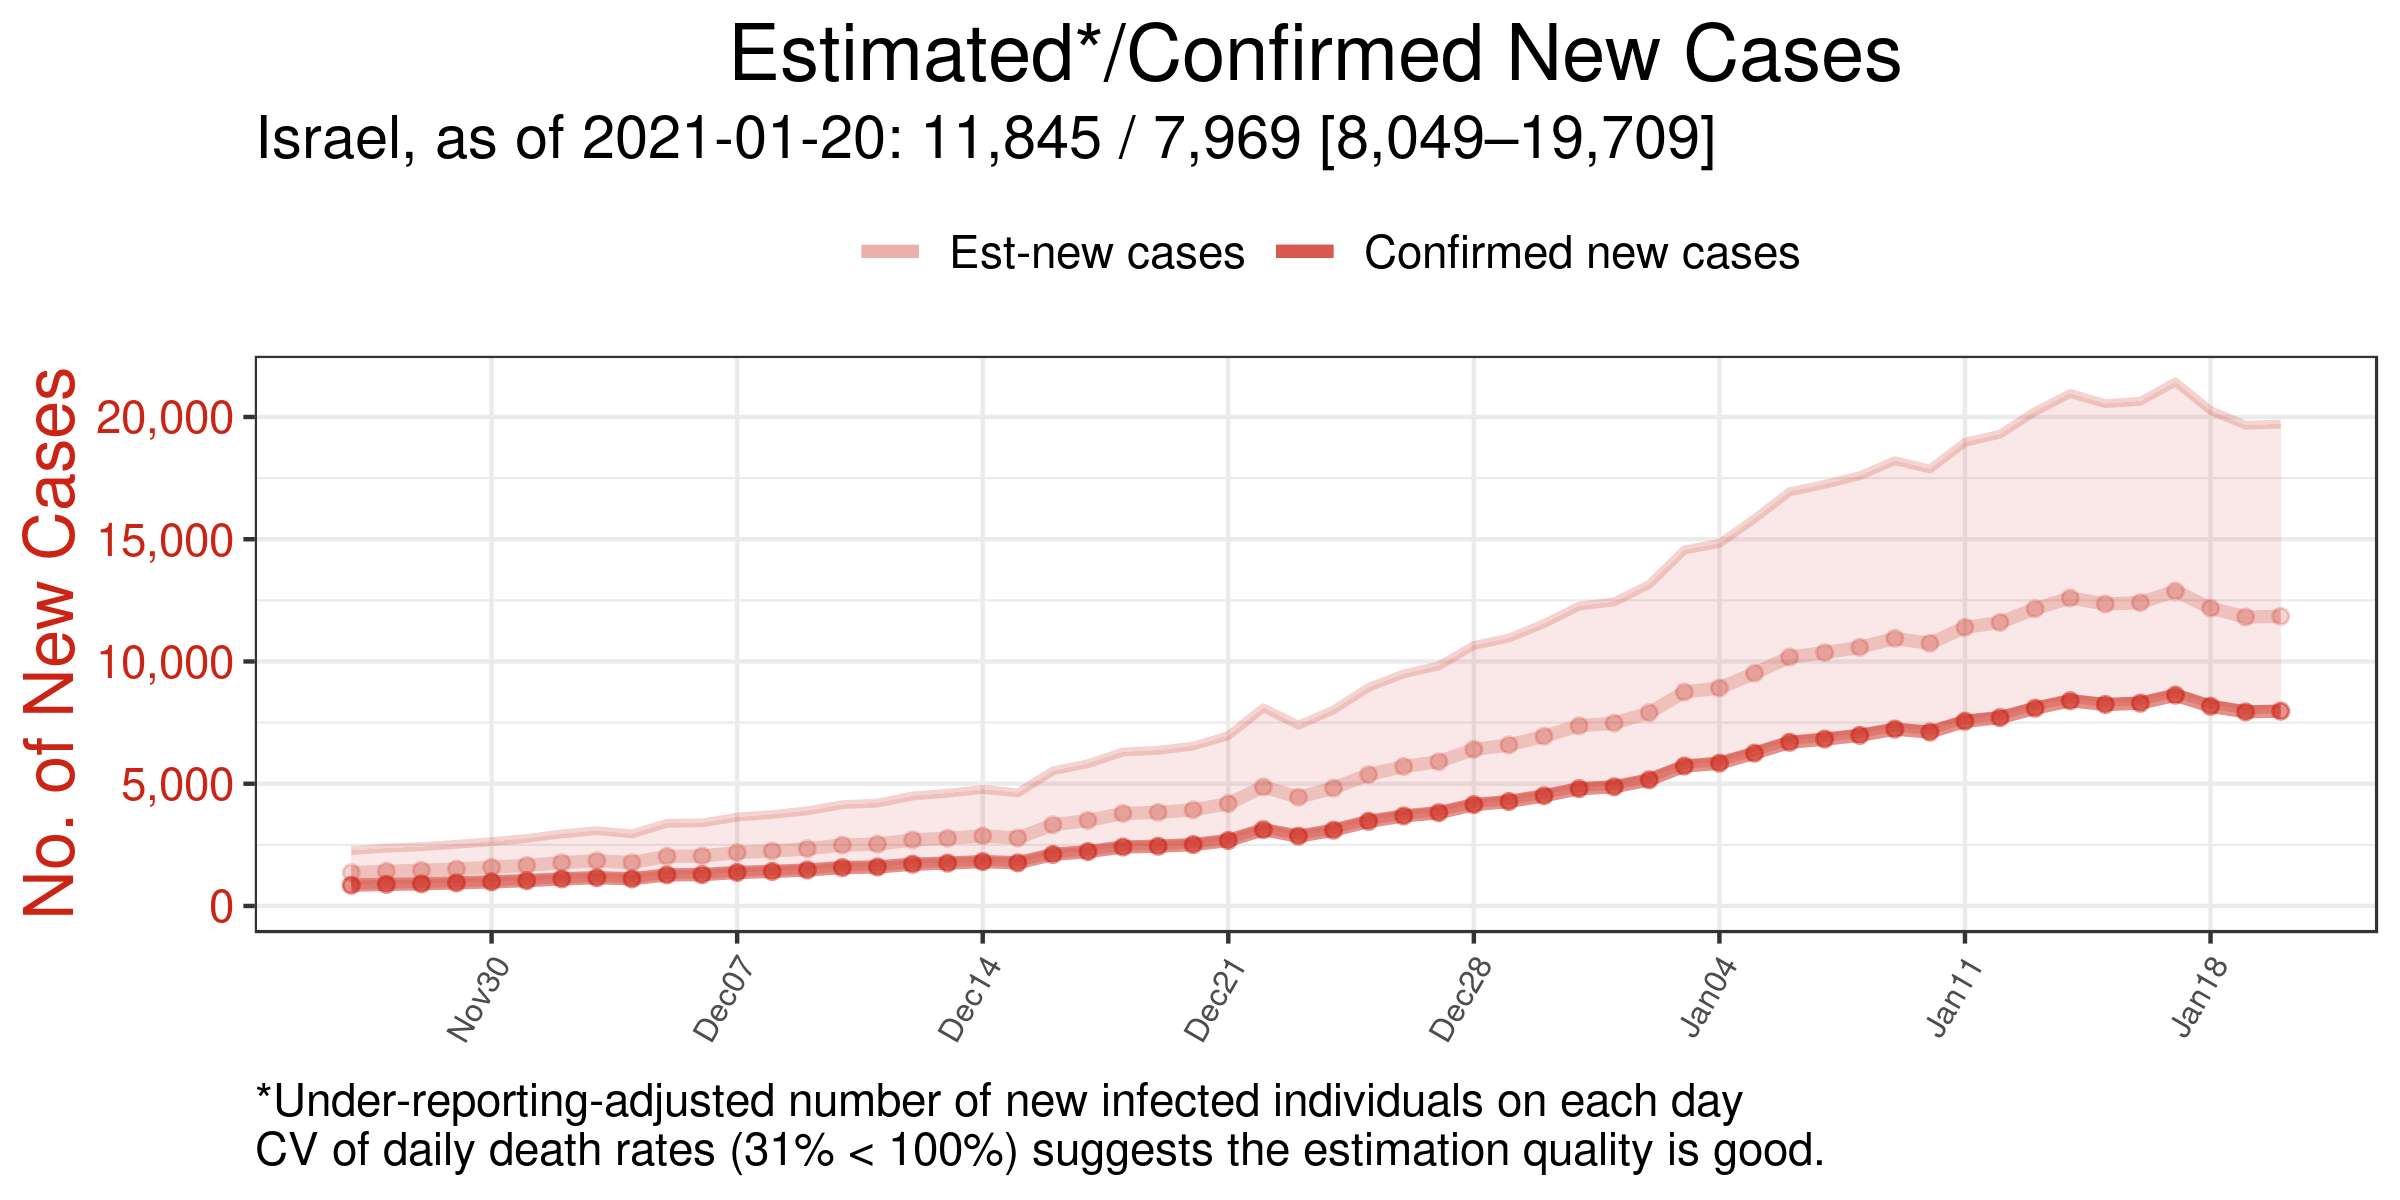 Estimated*/Confirmed New Cases
Israel, as of 2021-01-20: 11,845 / 7,969 [8,049–19,709]
Est-new cases
Confirmed new cases
No. of New Cases
20,000
15,000
10,000
5,000
0
Nov30
Dec07
Dec14
Dec21
Dec28
Jan04
Jan11
Jan18
*Under-reporting-adjusted number of new infected individuals on each day
CV of daily death rates (31% < 100%) suggests the estimation quality is good.